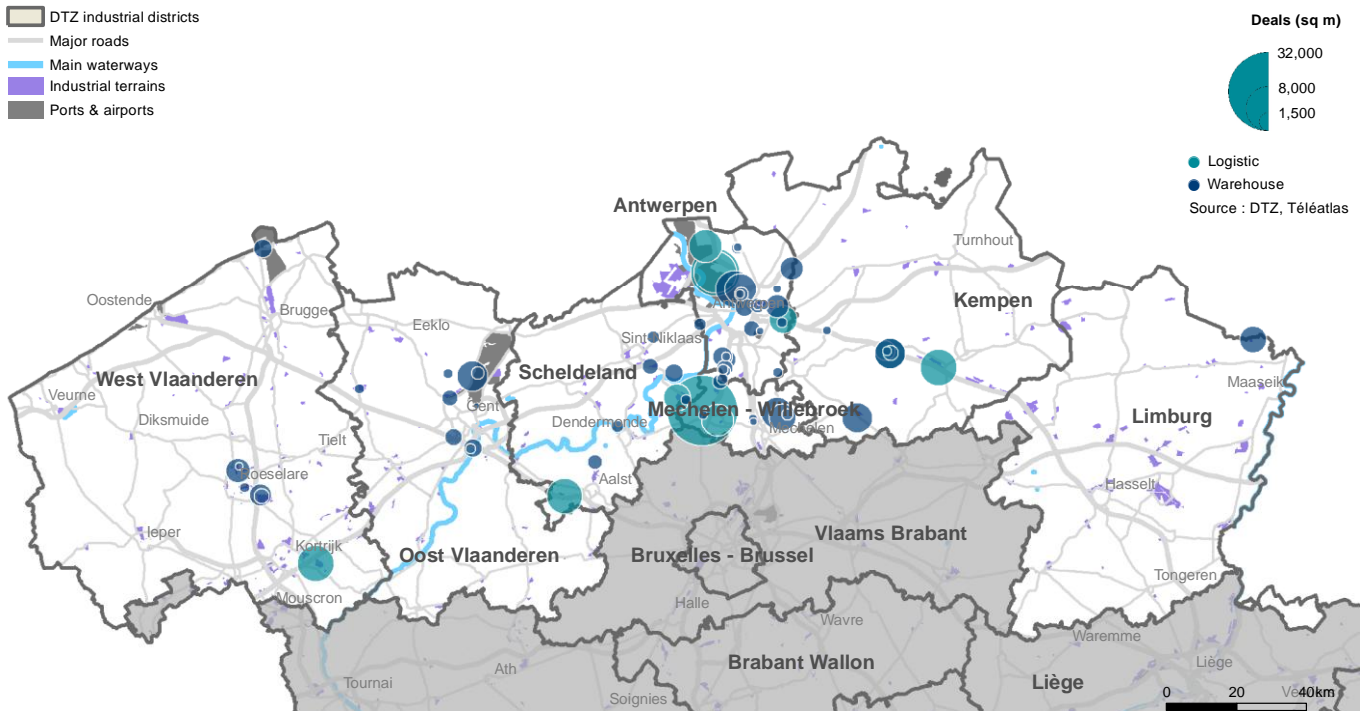 DTZ industrial districts
Major roads
Main waterways
Industrial terrains
Ports & airports
Deals (sq m)
32,000
8,000
1,500
Logistic
Warehouse
Source : DTZ, Téléatlas
Antwerpen
Turnhout
Oostende
Brugge
Kempen
Eeklo
Antwerpen
Sint Niklaas
West Vlaanderen
Scheldeland
Veurne
Maaseik
Gent
Mechelen - Willebroek
Limburg
Diksmuide
Dendermonde
Mechelen
Tielt
Roeselare
Aalst
Hasselt
Ieper
Kortrijk
Vlaams Brabant
Oost Vlaanderen
Bruxelles - Brussel
Tongeren
Mouscron
Halle
Wavre
Waremme
Ath
Brabant Wallon
Liège
Tournai
Liège
Soignies
0 20 40km